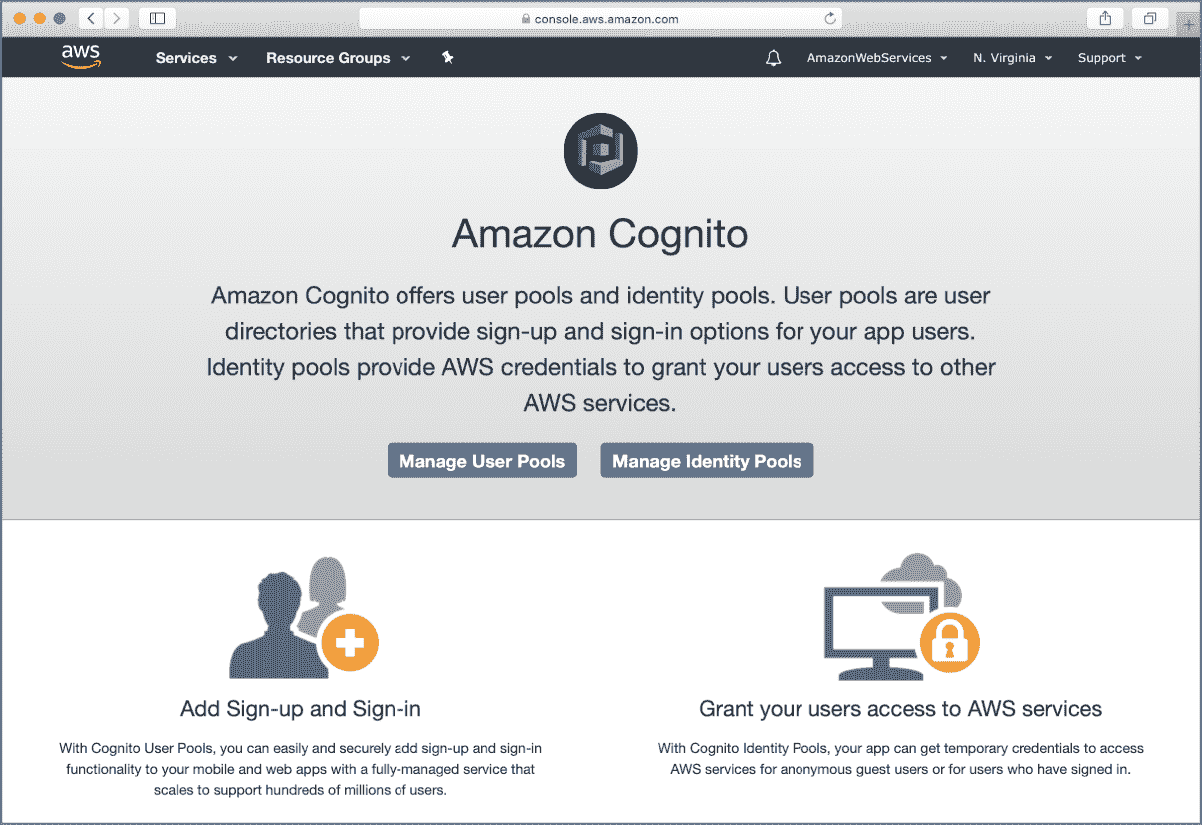 console.aws.amazon.com
aws
Services
Resource Groups
AmazonWebServices
N. Virginia
Support
Amazon Cognito
Amazon Cognito offers user pools and identity pools. User pools are user
directories that provide sign-up and sign-in options for your app users.
Identity pools provide AWS credentials to grant your users access to other
AWS services.
Manage User Pools
Manage Identity Pools
Add Sign-up and Sign-in
With Cognito User Pools, you can easily and securely add sign-up and sign-in
functionality to your mobile and web apps with a fully-managed service that
scales to support hundreds of millions of users.
Grant your users access to AWS services
With Cognito Identity Pools, your app can get temporary credentials to access
AWS services for anonymous guest users or for users who have signed in.